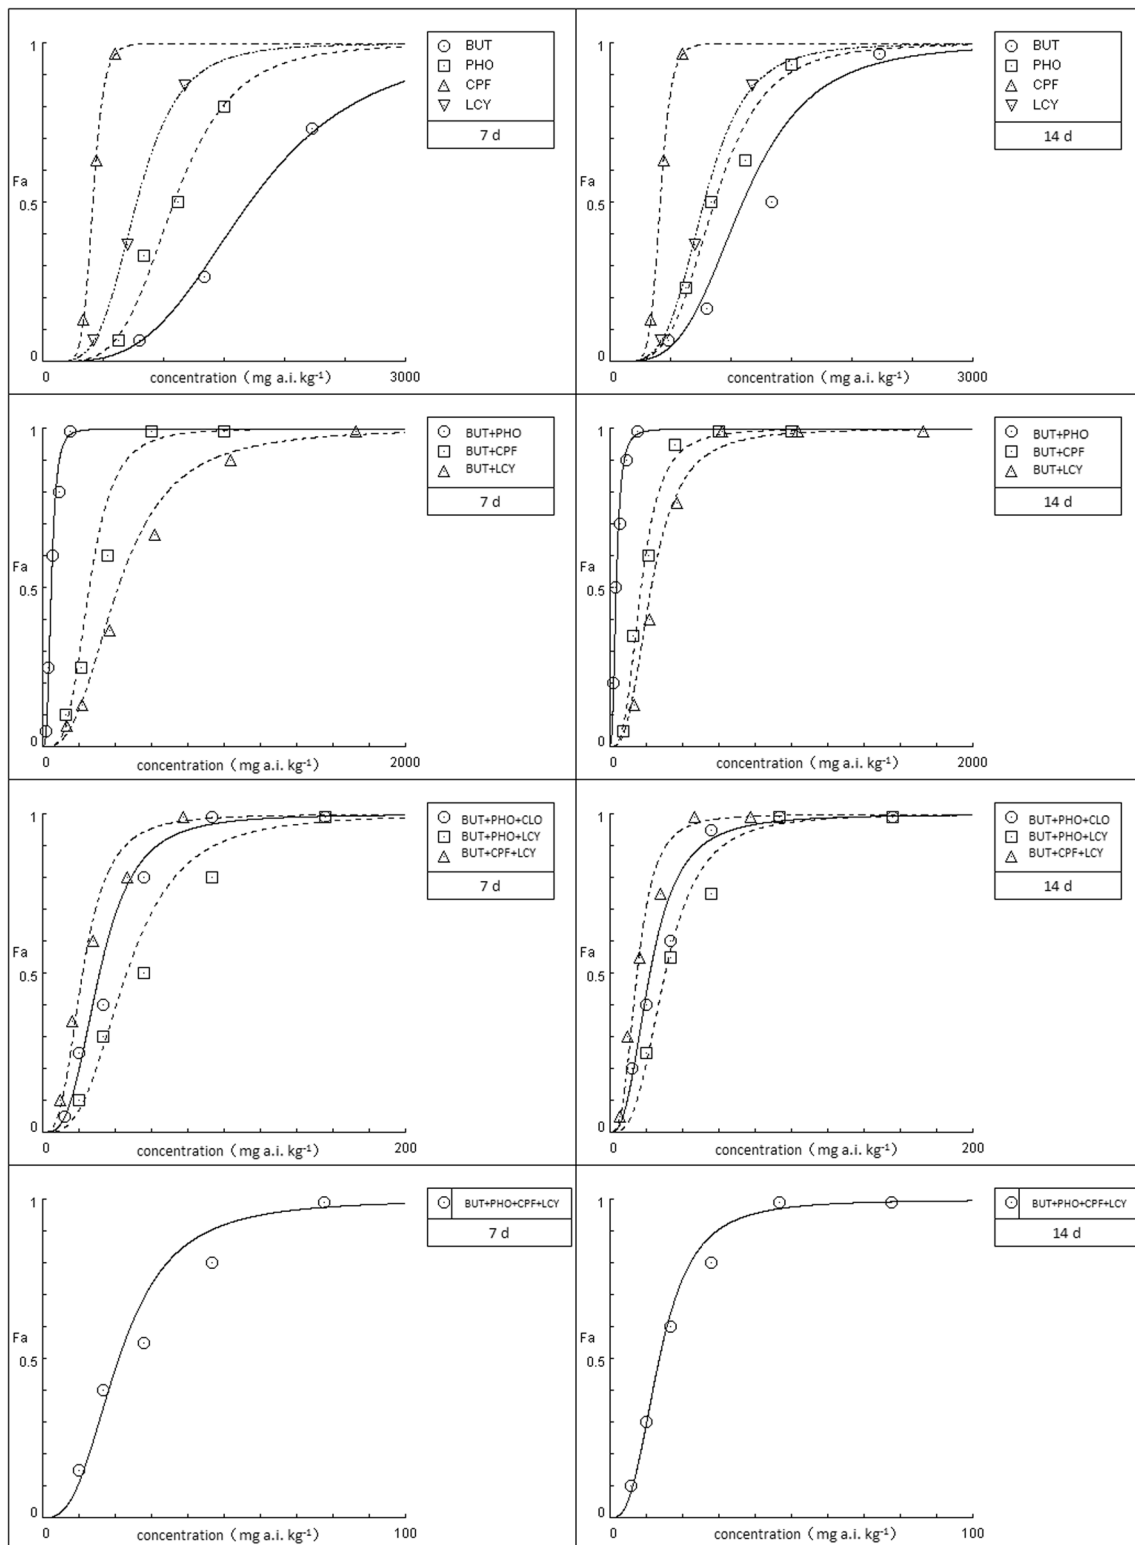 1
Fa
0.5
0
0
3000
concentration（mg a.i. kg-1）
BUT
PHO
CPF
LCY
7 d
1
0.5
0
0
3000
concentration（mg a.i. kg-1）
BUT
PHO
CPF
LCY
14 d
1
Fa
0.5
0
0
2000
concentration（mg a.i. kg-1）
BUT+PHO
BUT+CPF
BUT+LCY
7 d
1
Fa
0.5
0
0
2000
concentration（mg a.i. kg-1）
BUT+PHO
BUT+CPF
BUT+LCY
14 d
1
Fa
0.5
0
0
200
concentration（mg a.i. kg-1）
BUT+PHO+CLO
BUT+PHO+LCY
BUT+CPF+LCY
7 d
1
Fa
0.5
0
0
200
concentration（mg a.i. kg-1）
BUT+PHO+CLO
BUT+PHO+LCY
BUT+CPF+LCY
14 d
1
Fa
0.5
0
0
100
concentration（mg a.i. kg-1）
BUT+PHO+CPF+LCY
7 d
1
Fa
0.5
0
0
100
concentration（mg a.i. kg-1）
BUT+PHO+CPF+LCY
14 d